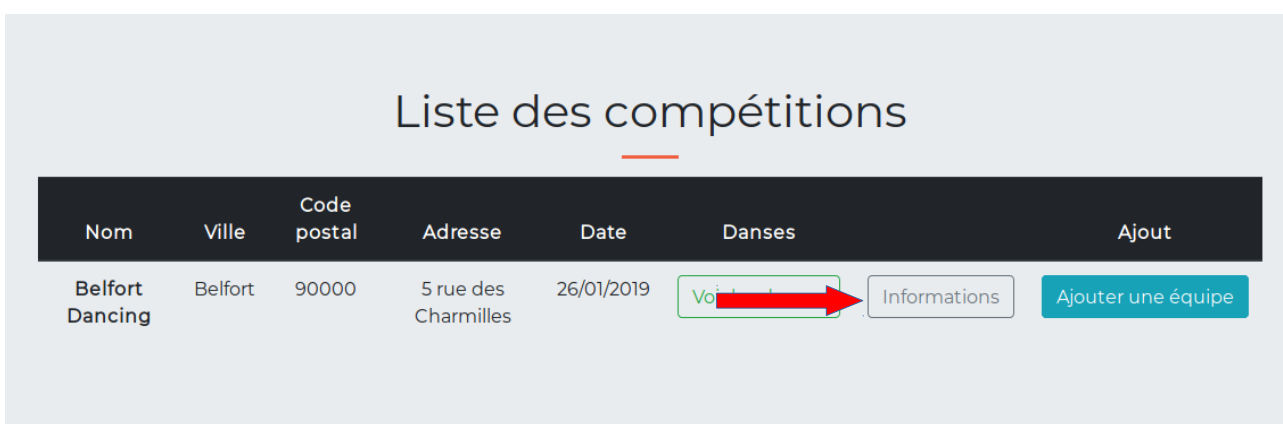 Liste des compétitions
Code
Nom Ville postal Adresse Date Danses Ajout
Belfort Belfort 90000 5 rue des 26/01/2019 Informations Ajouter une équipe
Dancing Charmilles